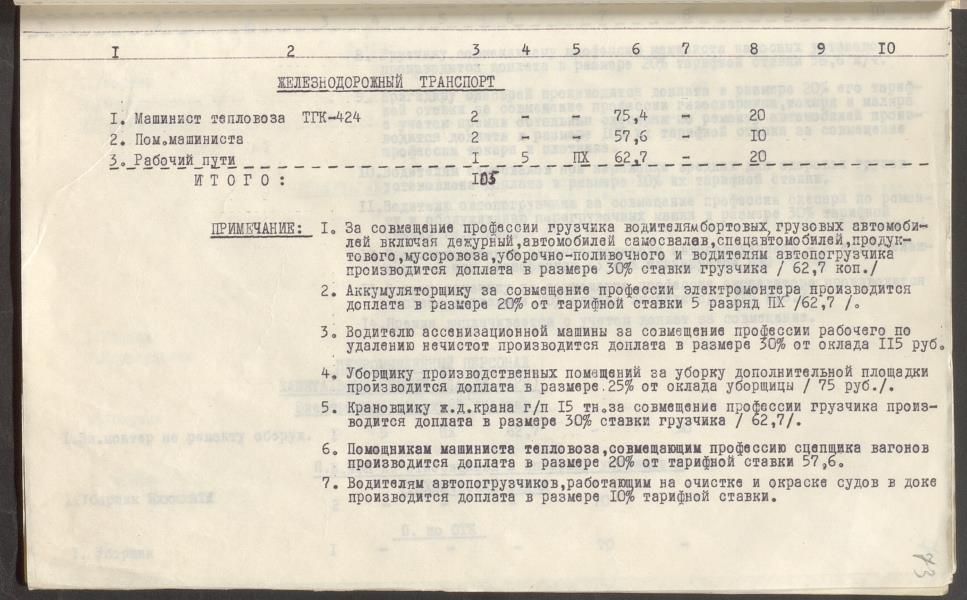 I 2 3 4 5 6 7 8 9 IO
ЖЕЛЕЗНОДОРОЖНЫЙ ТРАНСПОРТ
I. Машинист тепловоза ТГК-424 2 - - 75,4 - 20
2. Пом.машиниста 2 - - 57,6 - IO
3. Рабочий пути I 5 ПХ 62,7 - 20
И Т О Г О : I05
ПРИМЕЧАНИЕ: I. За совмещение профессии грузчика водителям бортовых грузовых автомоби-
лей включая дежурный,автомобилей самосвалов,спецавтомобилей,продук-
тового,мусоровоза,уборочно-поливочного и водителям автопогрузчика
производится доплата в размере 30% ставки грузчика / 62,7 коп./
2. Аккумуляторщику за совмещение профессии электромонтера производится
доплата в размере 20% от тарифной ставки 5 разряд ПХ /62,7 /.
3. Водителю ассенизационной машины за совмещение профессии рабочего по
удалению нечистот производится доплата в размере 30% от оклада II5 руб.
4. Уборщику производственных помещений за уборку дополнительной площадки
производится доплата в размере.25% от оклада уборщицы / 75 руб./.
5. Крановщику ж.д.крана г/п I5 тн.за совмещение профессии грузчика произ-
водится доплата в размере 30% ставки грузчика / 62,7/.
6. Помощникам машиниста тепловоза,совмещающим профессию сцепщика вагонов
производится доплата в размере 20% от тарифной ставки 57,6.
7. Водителям автопогрузчиков,работающим на очистке и окраске судов в доке
производится доплата в размере IO% тарифной ставки.